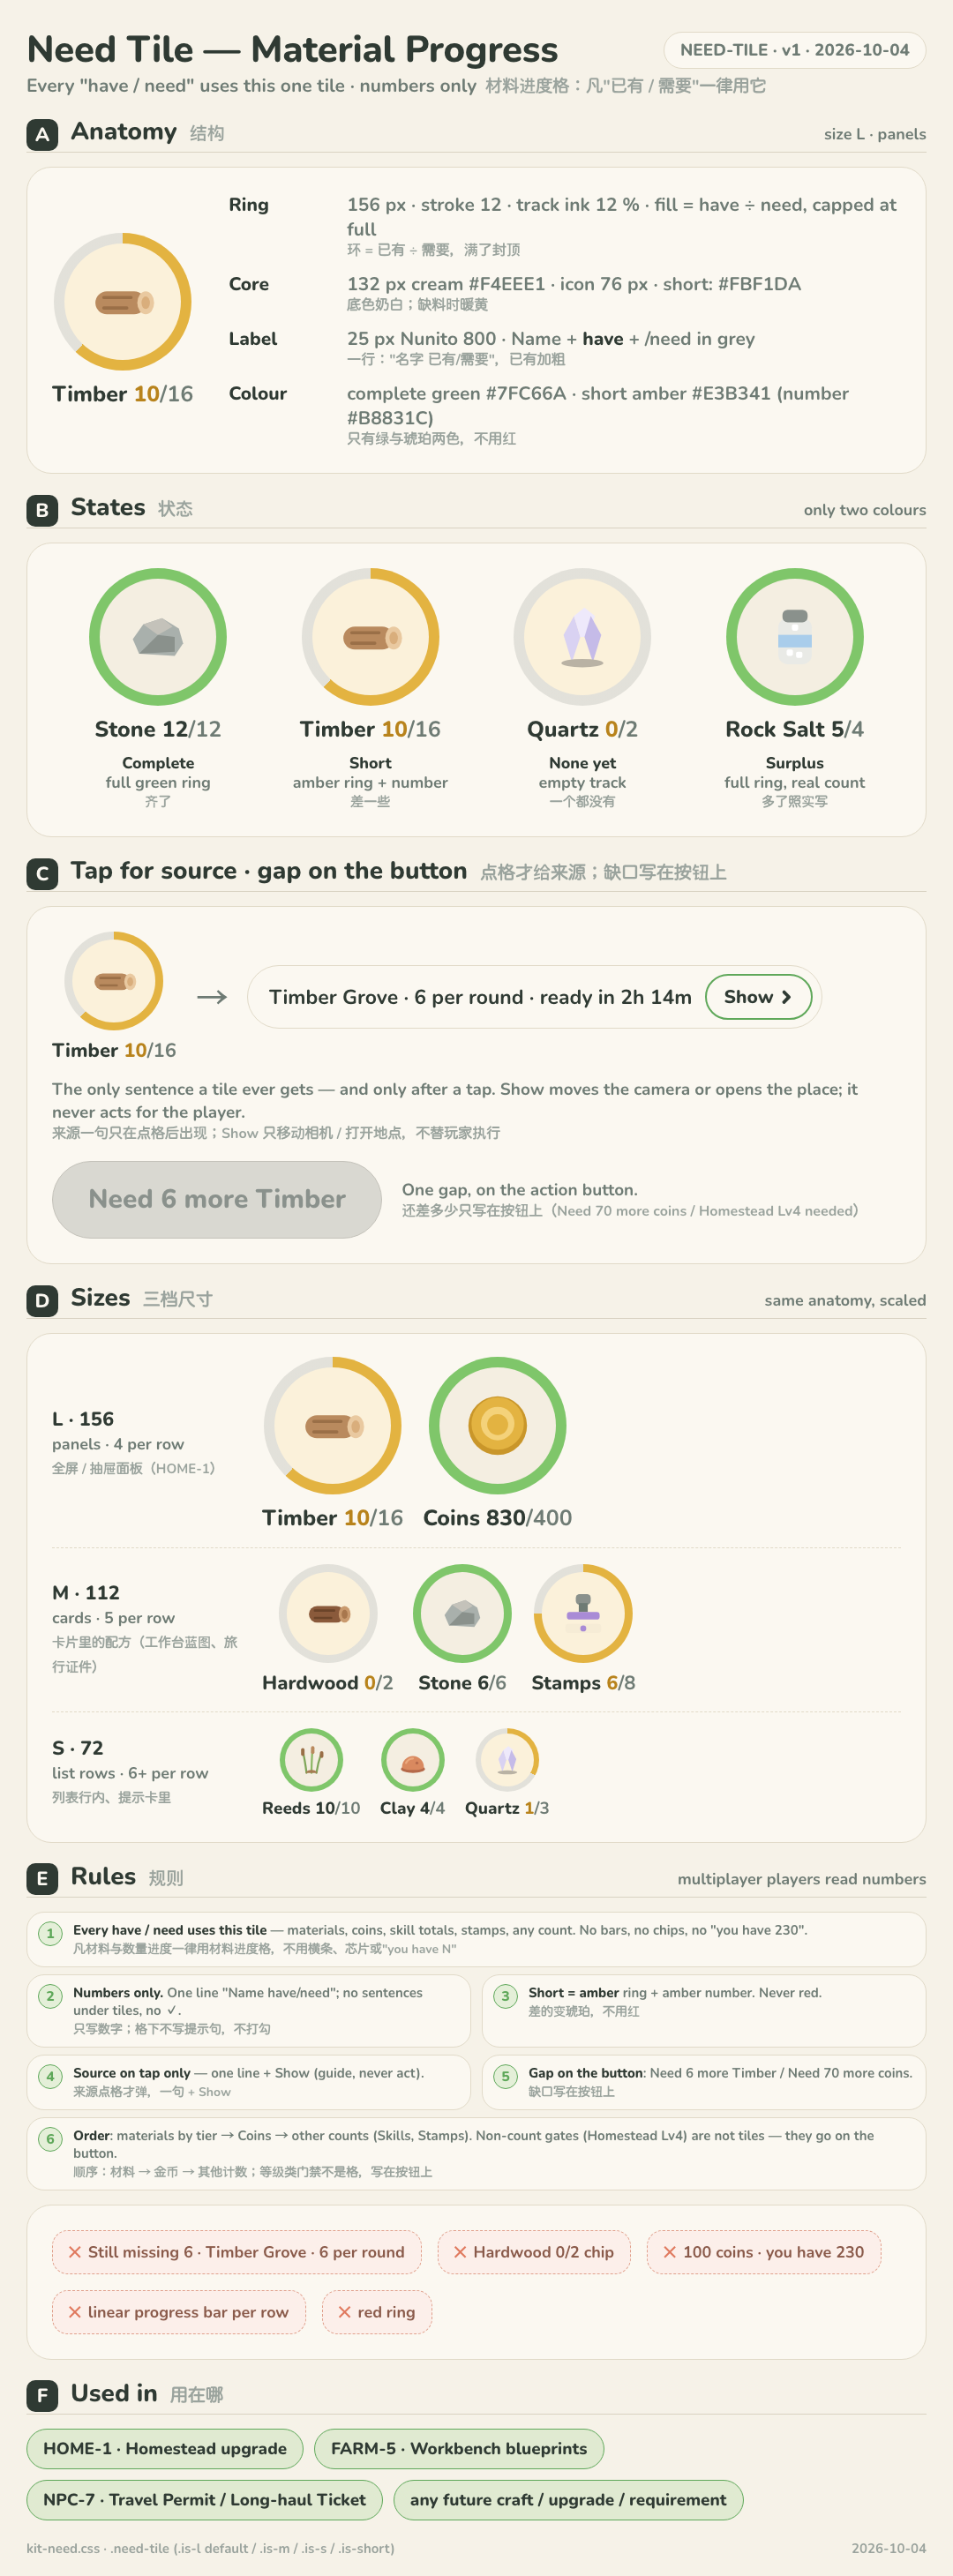 Need Tile — Material Progress
NEED-TILE · v1 · 2026-10-04
Every "have / need" uses this one tile · numbers only 材料进度格：凡"已有 / 需要"一律用它
A Anatomy 结构
size L · panels
Timber 10/16
Ring
156 px · stroke 12 · track ink 12 % · fill = have ÷ need, capped at
full
环 = 已有 ÷ 需要，满了封顶
Core
132 px cream #F4EEE1 · icon 76 px · short: #FBF1DA
底色奶白；缺料时暖黄
Label
25 px Nunito 800 · Name + have + /need in grey
一行："名字 已有/需要"，已有加粗
Colour
complete green #7FC66A · short amber #E3B341 (number
#B8831C)
只有绿与琥珀两色，不用红
B States 状态
only two colours
Stone 12/12
Timber 10/16
Quartz 0/2
Rock Salt 5/4
Complete
full green ring
齐了
Short
amber ring + number
差一些
None yet
empty track
一个都没有
Surplus
full ring, real count
多了照实写
C Tap for source · gap on the button 点格才给来源；缺口写在按钮上
Timber 10/16
→
Timber Grove · 6 per round · ready in 2h 14m
Show ›
The only sentence a tile ever gets — and only after a tap. Show moves the camera or opens the place; it
never acts for the player.
来源一句只在点格后出现；Show 只移动相机 / 打开地点，不替玩家执行
Need 6 more Timber
One gap, on the action button.
还差多少只写在按钮上（Need 70 more coins / Homestead Lv4 needed）
D Sizes 三档尺寸
same anatomy, scaled
L · 156
panels · 4 per row
全屏 / 抽屉面板（HOME-1）
Timber 10/16
Coins 830/400
M · 112
cards · 5 per row
卡片里的配方（工作台蓝图、旅
行证件）
Hardwood 0/2
Stone 6/6
Stamps 6/8
S · 72
list rows · 6+ per row
列表行内、提示卡里
Reeds 10/10
Clay 4/4
Quartz 1/3
E Rules 规则
multiplayer players read numbers
1 Every have / need uses this tile — materials, coins, skill totals, stamps, any count. No bars, no chips, no "you have 230".
凡材料与数量进度一律用材料进度格，不用横条、芯片或"you have N"
2 Numbers only. One line "Name have/need"; no sentences
under tiles, no ✓.
只写数字；格下不写提示句，不打勾
3 Short = amber ring + amber number. Never red.
差的变琥珀，不用红
4 Source on tap only — one line + Show (guide, never act).
来源点格才弹，一句 + Show
5 Gap on the button: Need 6 more Timber / Need 70 more coins.
缺口写在按钮上
6 Order: materials by tier → Coins → other counts (Skills, Stamps). Non-count gates (Homestead Lv4) are not tiles — they go on the
button.
顺序：材料 → 金币 → 其他计数；等级类门禁不是格，写在按钮上
✕ Still missing 6 · Timber Grove · 6 per round
✕ Hardwood 0/2 chip
✕ 100 coins · you have 230
✕ linear progress bar per row
✕ red ring
F Used in 用在哪
HOME-1 · Homestead upgrade
FARM-5 · Workbench blueprints
NPC-7 · Travel Permit / Long-haul Ticket
any future craft / upgrade / requirement
kit-need.css · .need-tile (.is-l default / .is-m / .is-s / .is-short)
2026-10-04